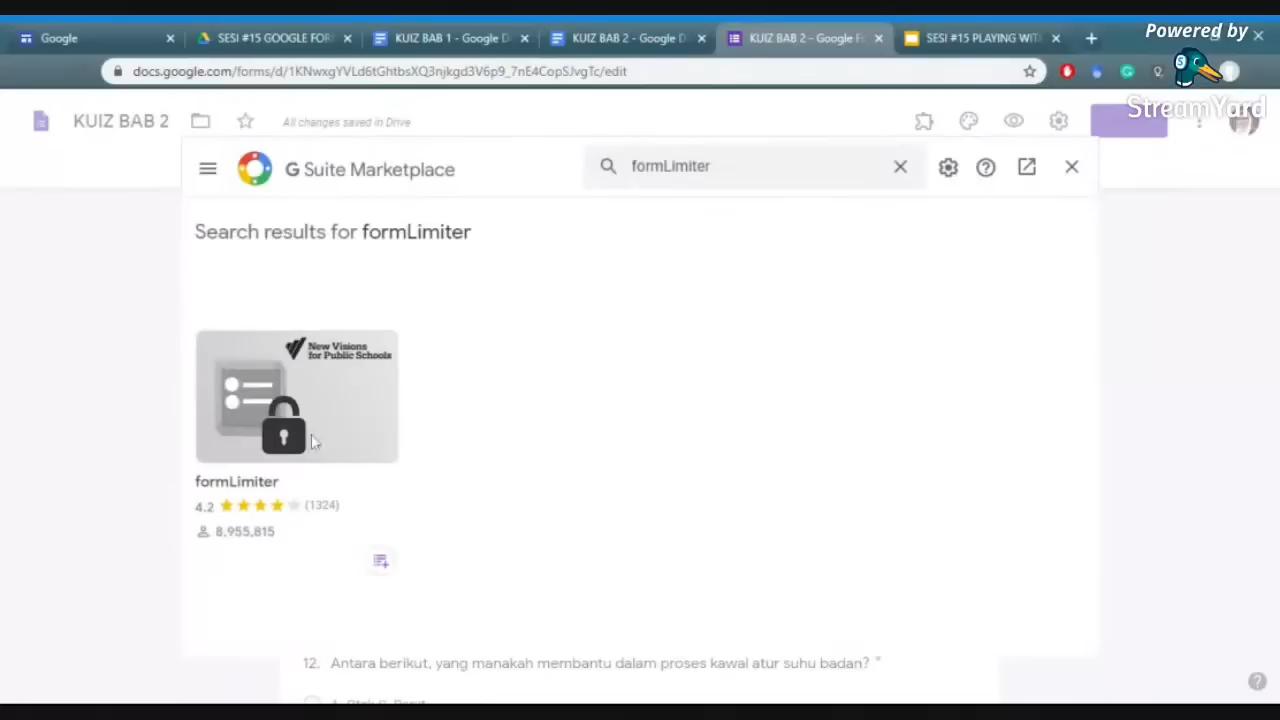 Google
SESI #15 GOOGLE FOR
KUIZ BAB 1 - Google D
KUIZ BAB 2 - Google D
KUIZ BAB 2 - Google F
SESI #15 PLAYING WIT
Powered by
docs.google.com/forms/d/1KNwxgYVLd6tGhtbsXQ3njkgd3V6p9_7nE4CopSJvgTc/edit
StreamYard
KUIZ BAB 2
All changes saved in Drive
G Suite Marketplace
formLimiter
Search results for formLimiter
New Visions
for Public Schools
formLimiter
4.2
(1324)
8,955,815
12. Antara berikut, yang manakah membantu dalam proses kawal atur suhu badan? *